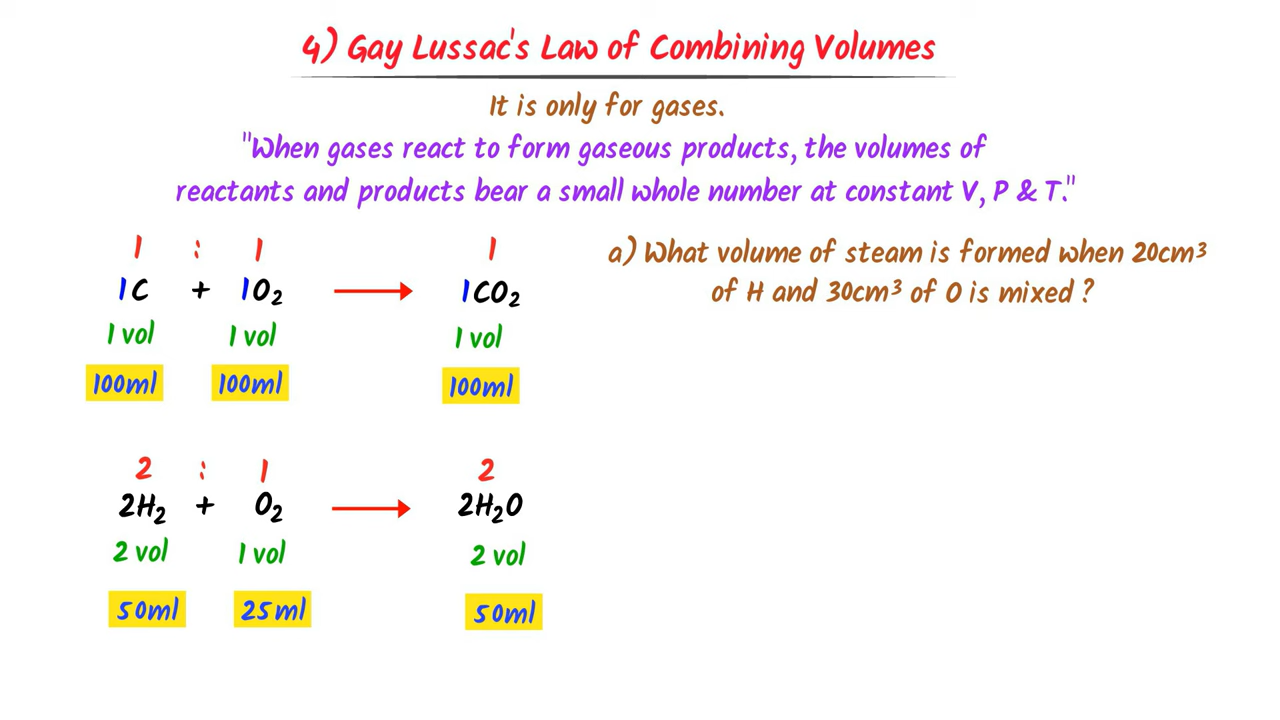 4) Gay Lussac's Law of Combining Volumes
It is only for gases.
"When gases react to form gaseous products, the volumes of
reactants and products bear a small whole number at constant V, P & T."
1 : 1 1
1C + 1O₂ 1CO₂
1 vol 1 vol 1 vol
100ml 100ml 100ml
2 : 1 2
2H₂ + O₂ 2H₂O
2 vol 1 vol 2 vol
50ml 25ml 50ml
a) What volume of steam is formed when 20cm³
of H and 30cm³ of O is mixed ?